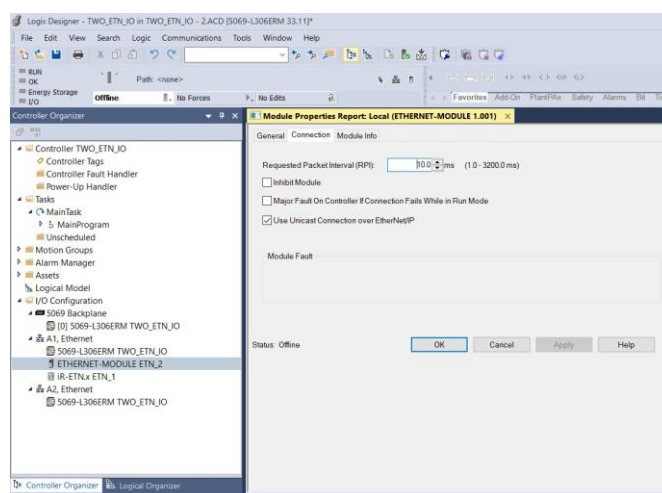 Logix Designer - TWO_ETN_IO in TWO_ETN_IO - 2.ACD [5069-L306ERM 33.11]*
File Edit View Search Logic Communications Tools Window Help
RUN
OK
Energy Storage
I/O
Path: <none>
Offline
No Forces
No Edits
Favorites Add-On PlantPAx Safety Alarms Bit
Controller Organizer
Controller TWO_ETN_IO
Controller Tags
Controller Fault Handler
Power-Up Handler
Tasks
MainTask
MainProgram
Unscheduled
Motion Groups
Alarm Manager
Assets
Logical Model
I/O Configuration
5069 Backplane
[0] 5069-L306ERM TWO_ETN_IO
A1, Ethernet
5069-L306ERM TWO_ETN_IO
ETHERNET-MODULE ETN_2
iR-ETN.x ETN_1
A2, Ethernet
5069-L306ERM TWO_ETN_IO
Controller Organizer Logical Organizer
Module Properties Report: Local (ETHERNET-MODULE 1.001)
General Connection Module Info
Requested Packet Interval (RPI): 10.0 ms (1.0 - 3200.0 ms)
Inhibit Module
Major Fault On Controller If Connection Fails While in Run Mode
Use Unicast Connection over EtherNet/IP
Module Fault
Status: Offline
OK Cancel Apply Help